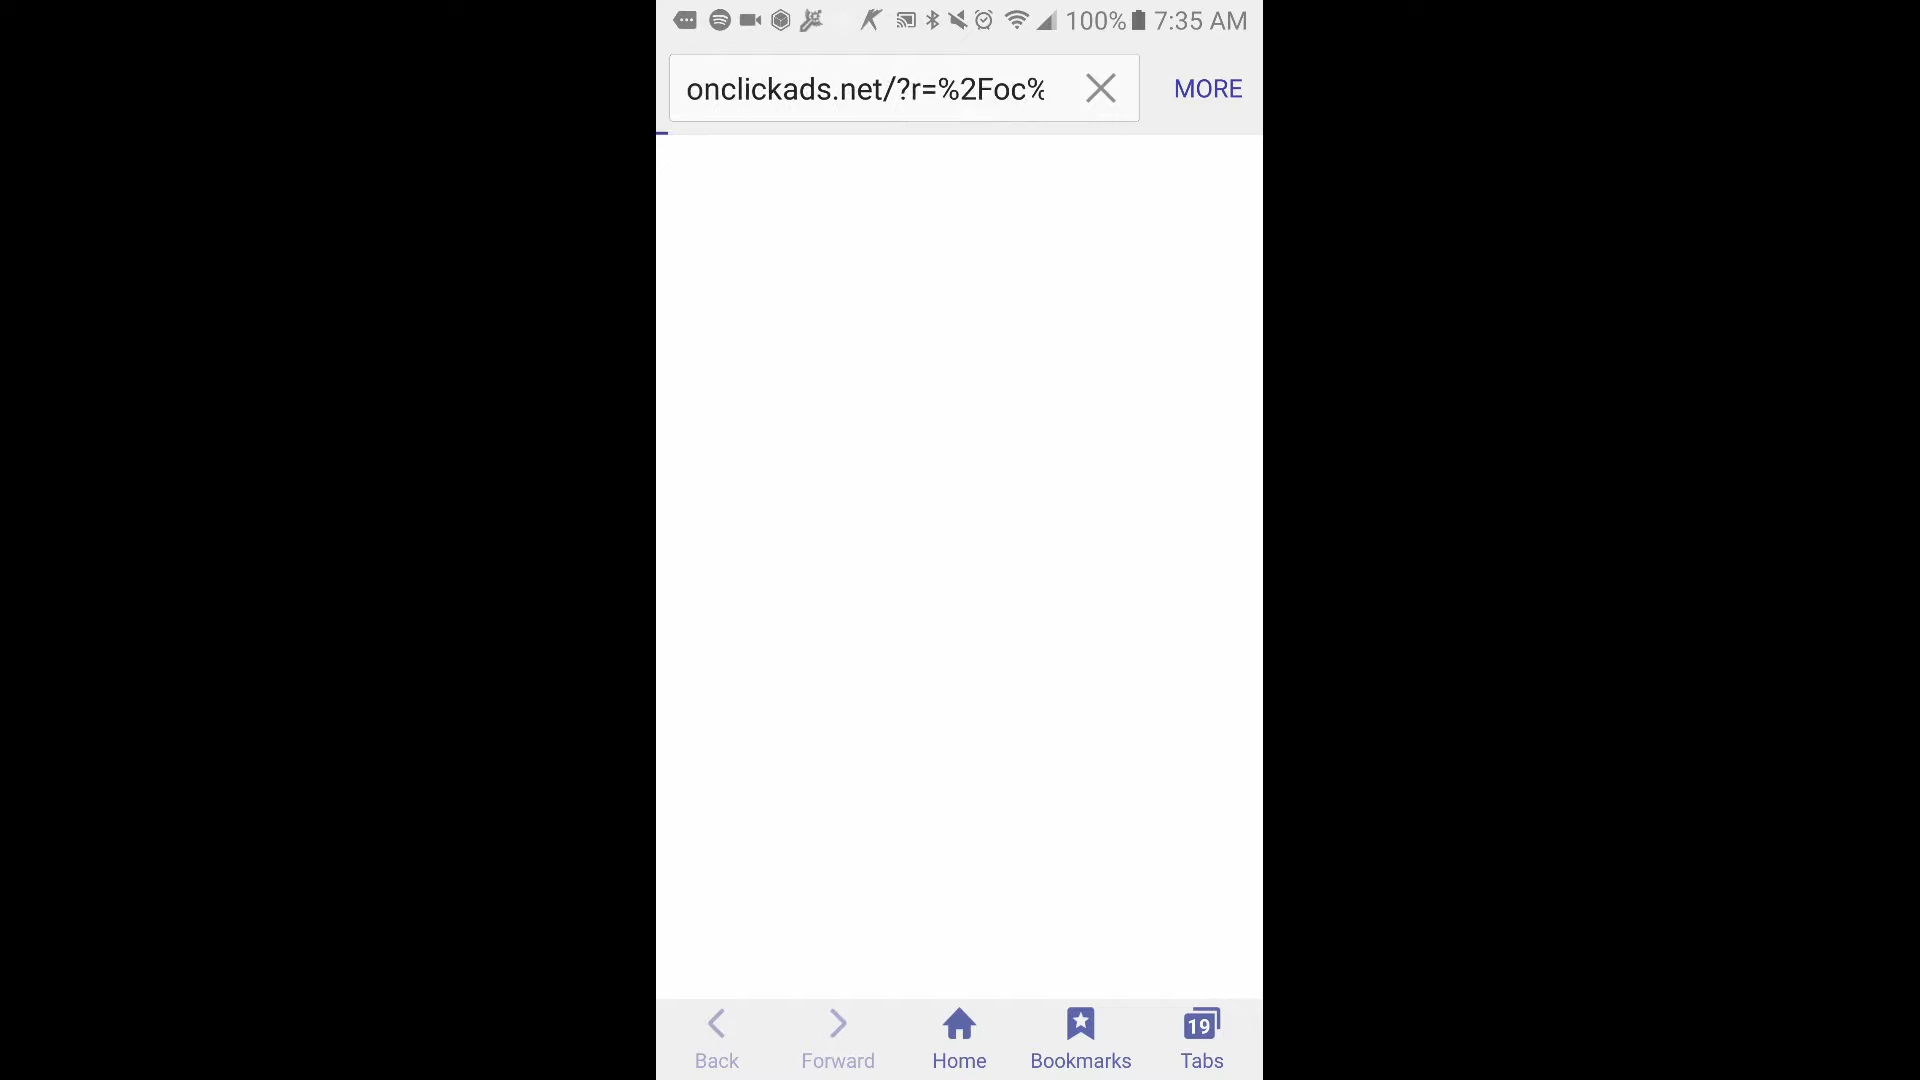 100% 7:35 AM
onclickads.net/?r=%2Foc%
MORE
Back
Forward
Home
Bookmarks
19
Tabs